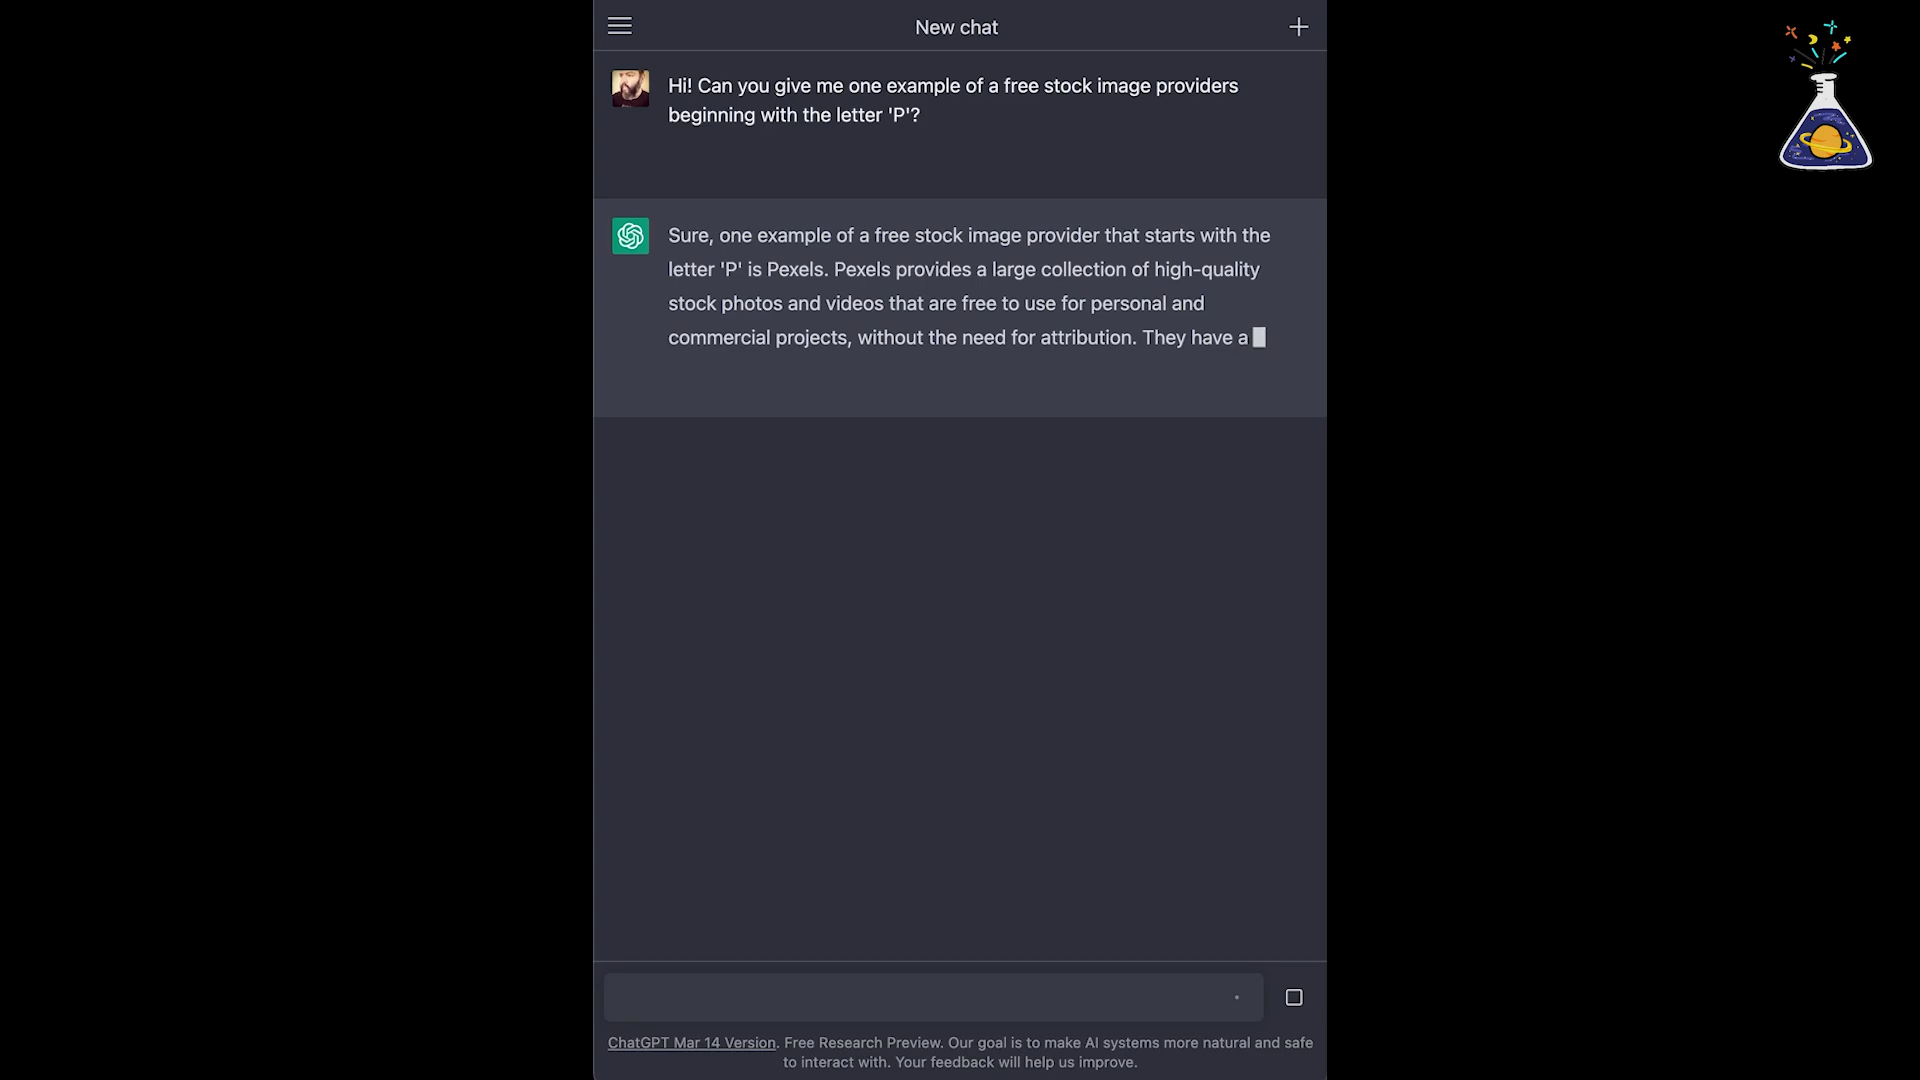 New chat
Hi! Can you give me one example of a free stock image providers
beginning with the letter 'P'?
Sure, one example of a free stock image provider that starts with the
letter 'P' is Pexels. Pexels provides a large collection of high-quality
stock photos and videos that are free to use for personal and
commercial projects, without the need for attribution. They have a
ChatGPT Mar 14 Version. Free Research Preview. Our goal is to make AI systems more natural and safe
to interact with. Your feedback will help us improve.